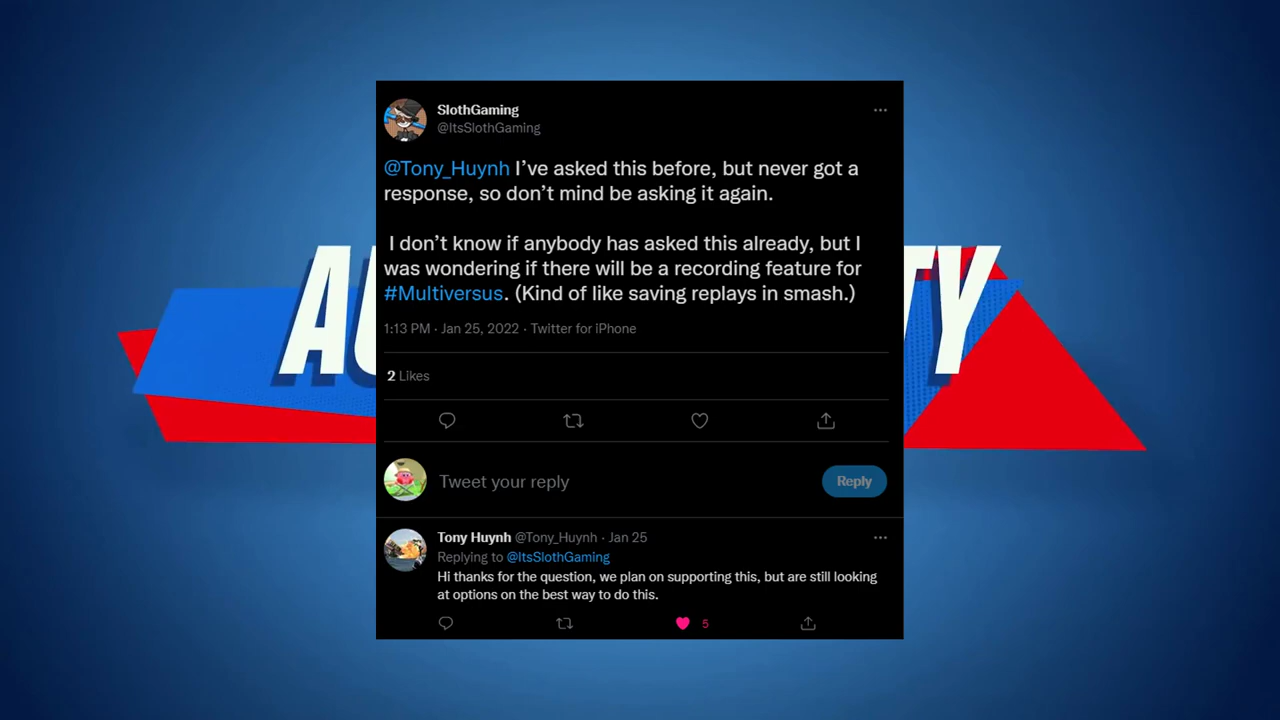 SlothGaming
@ItsSlothGaming
@Tony_Huynh I’ve asked this before, but never got a
response, so don’t mind be asking it again.
I don’t know if anybody has asked this already, but I
was wondering if there will be a recording feature for
#Multiversus. (Kind of like saving replays in smash.)
1:13 PM · Jan 25, 2022 · Twitter for iPhone
2 Likes
Tweet your reply
Reply
Tony Huynh @Tony_Huynh · Jan 25
Replying to @ItsSlothGaming
Hi thanks for the question, we plan on supporting this, but are still looking
at options on the best way to do this.
5